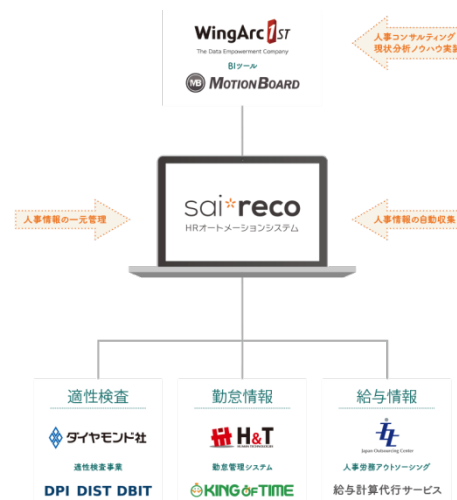 WingArc 1ST
The Data Empowerment Company
BIツール
MB MOTIONBOARD
人事コンサルティング
現状分析ノウハウ実装
sai*reco
HRオートメーションシステム
人事情報の一元管理
人事情報の自動収集
適性検査
ダイヤモンド社
適性検査事業
DPI DIST DBIT
勤怠情報
H&T
勤怠管理システム
KING OF TIME
給与情報
Japan Outsourcing Center
人事労務アウトソーシング
給与計算代行サービス